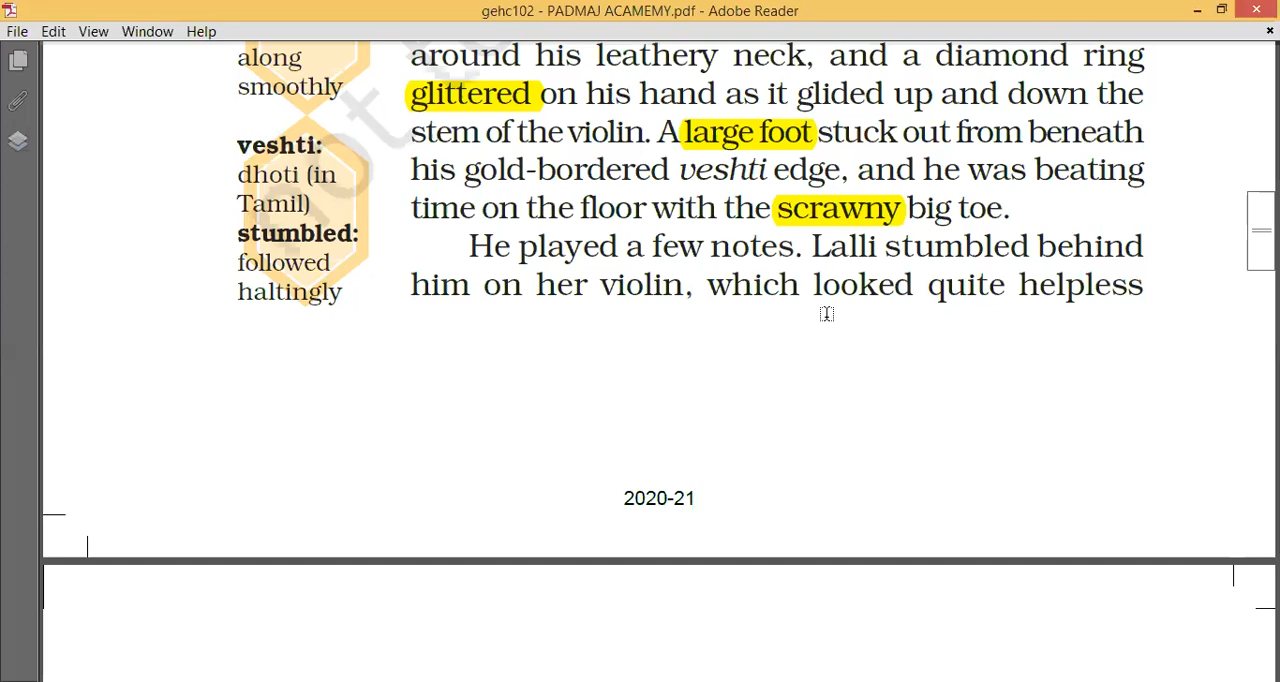 gehc102 - PADMAJ ACAMEMY.pdf - Adobe Reader
File Edit View Window Help
along
smoothly
veshti:
dhoti (in
Tamil)
stumbled:
followed
haltingly
around his leathery neck, and a diamond ring
glittered on his hand as it glided up and down the
stem of the violin. A large foot stuck out from beneath
his gold-bordered veshti edge, and he was beating
time on the floor with the scrawny big toe.
He played a few notes. Lalli stumbled behind
him on her violin, which looked quite helpless
2020-21